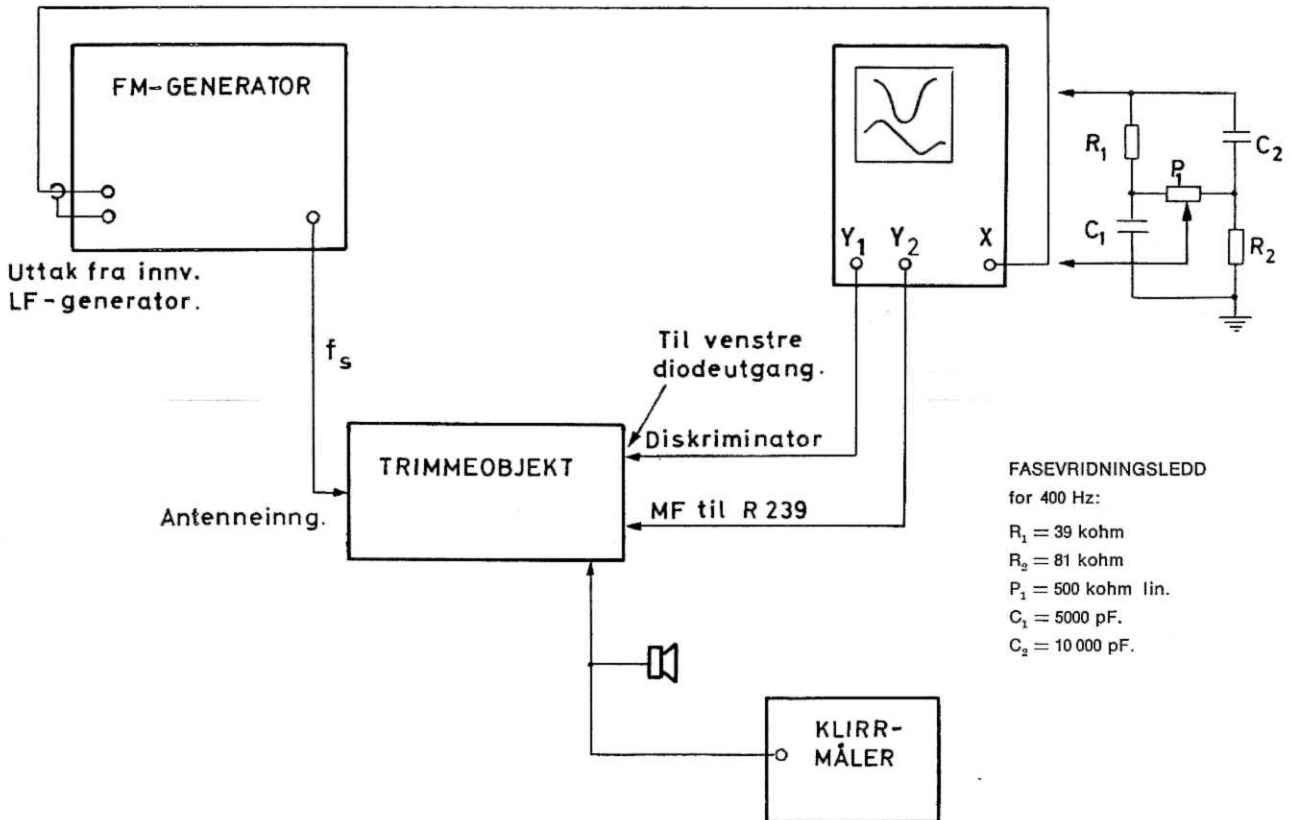 FM-GENERATOR
Uttak fra innv.
LF-generator.
f_s
Y₁ Y₂ X
R₁
C₂
P₁
C₁
R₂
Til venstre
diodeutgang.
Diskriminator
TRIMMEOBJEKT
MF til R 239
Antenneinng.
FASEVRIDNINGSLEDD
for 400 Hz:
R₁ = 39 kohm
R₂ = 81 kohm
P₁ = 500 kohm lin.
C₁ = 5000 pF.
C₂ = 10 000 pF.
KLIRR-
MÅLER